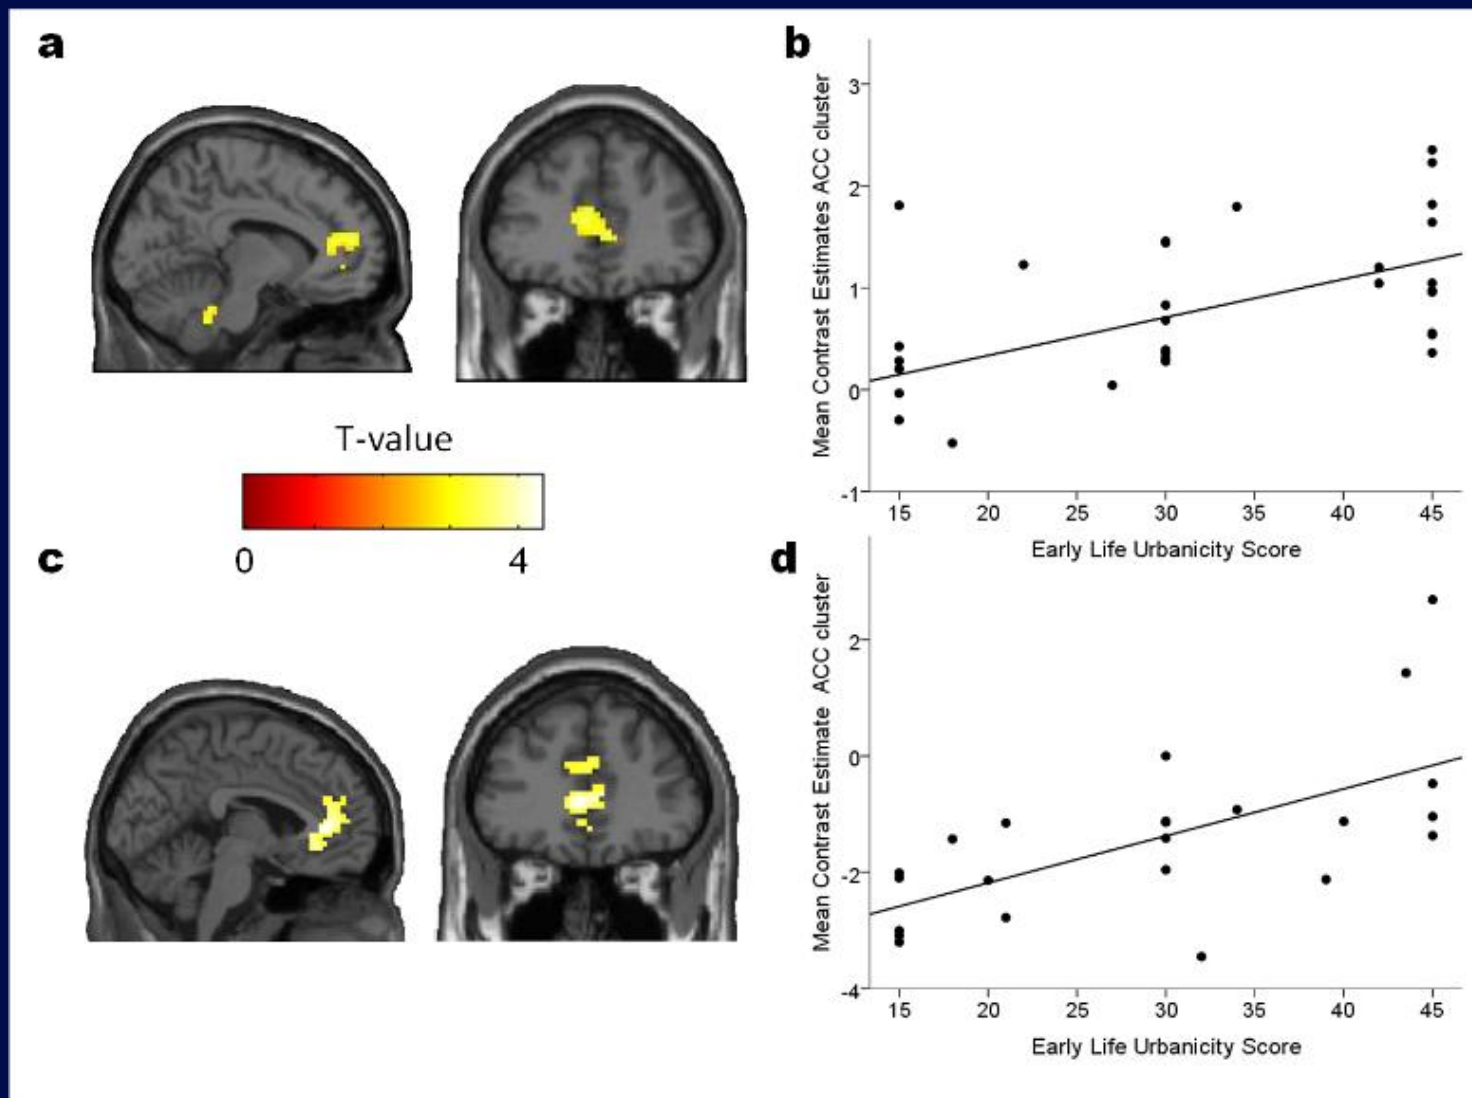 a
b
Mean Contrast Estimates ACC cluster
3
2
1
0
-1
15 20 25 30 35 40 45
Early Life Urbanicity Score
T-value
0 4
c
d
Mean Contrast Estimate ACC cluster
2
0
-2
-4
15 20 25 30 35 40 45
Early Life Urbanicity Score